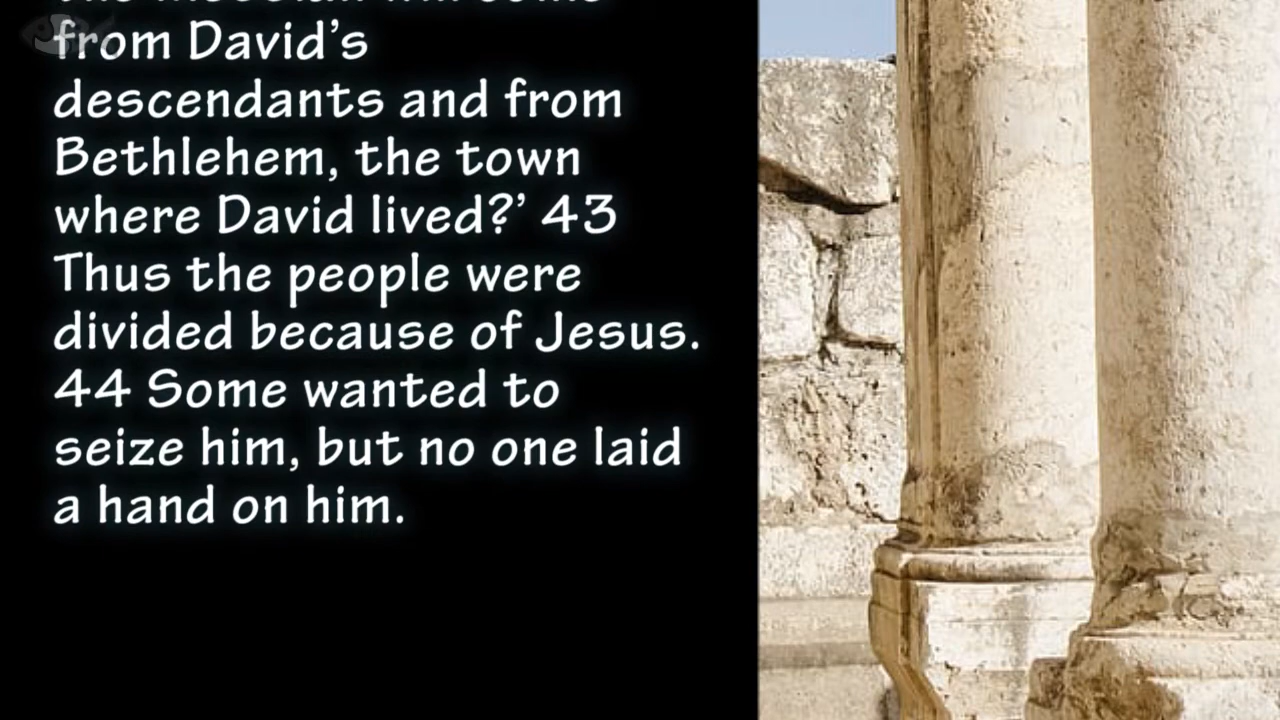 from David’s
descendants and from
Bethlehem, the town
where David lived?’ 43
Thus the people were
divided because of Jesus.
44 Some wanted to
seize him, but no one laid
a hand on him.